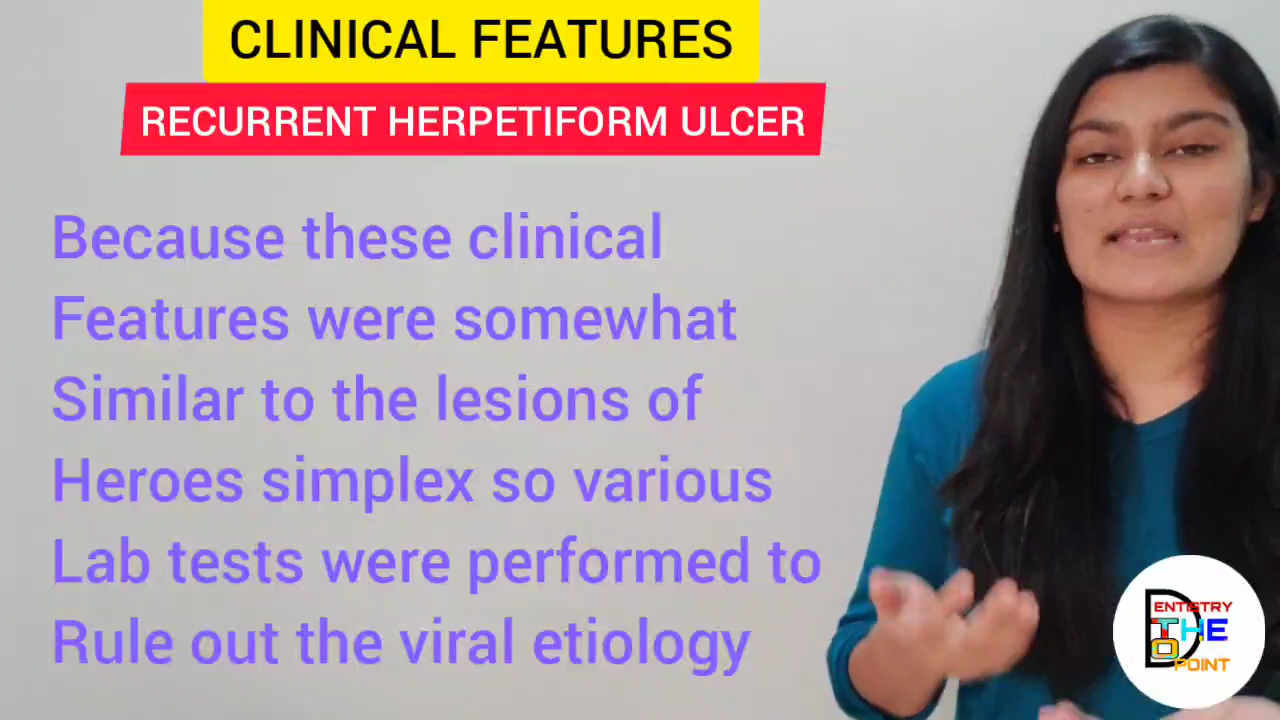 CLINICAL FEATURES
RECURRENT HERPETIFORM ULCER
Because these clinical
Features were somewhat
Similar to the lesions of
Heroes simplex so various
Lab tests were performed to
Rule out the viral etiology
DENTISTRY
THE
TO
POINT